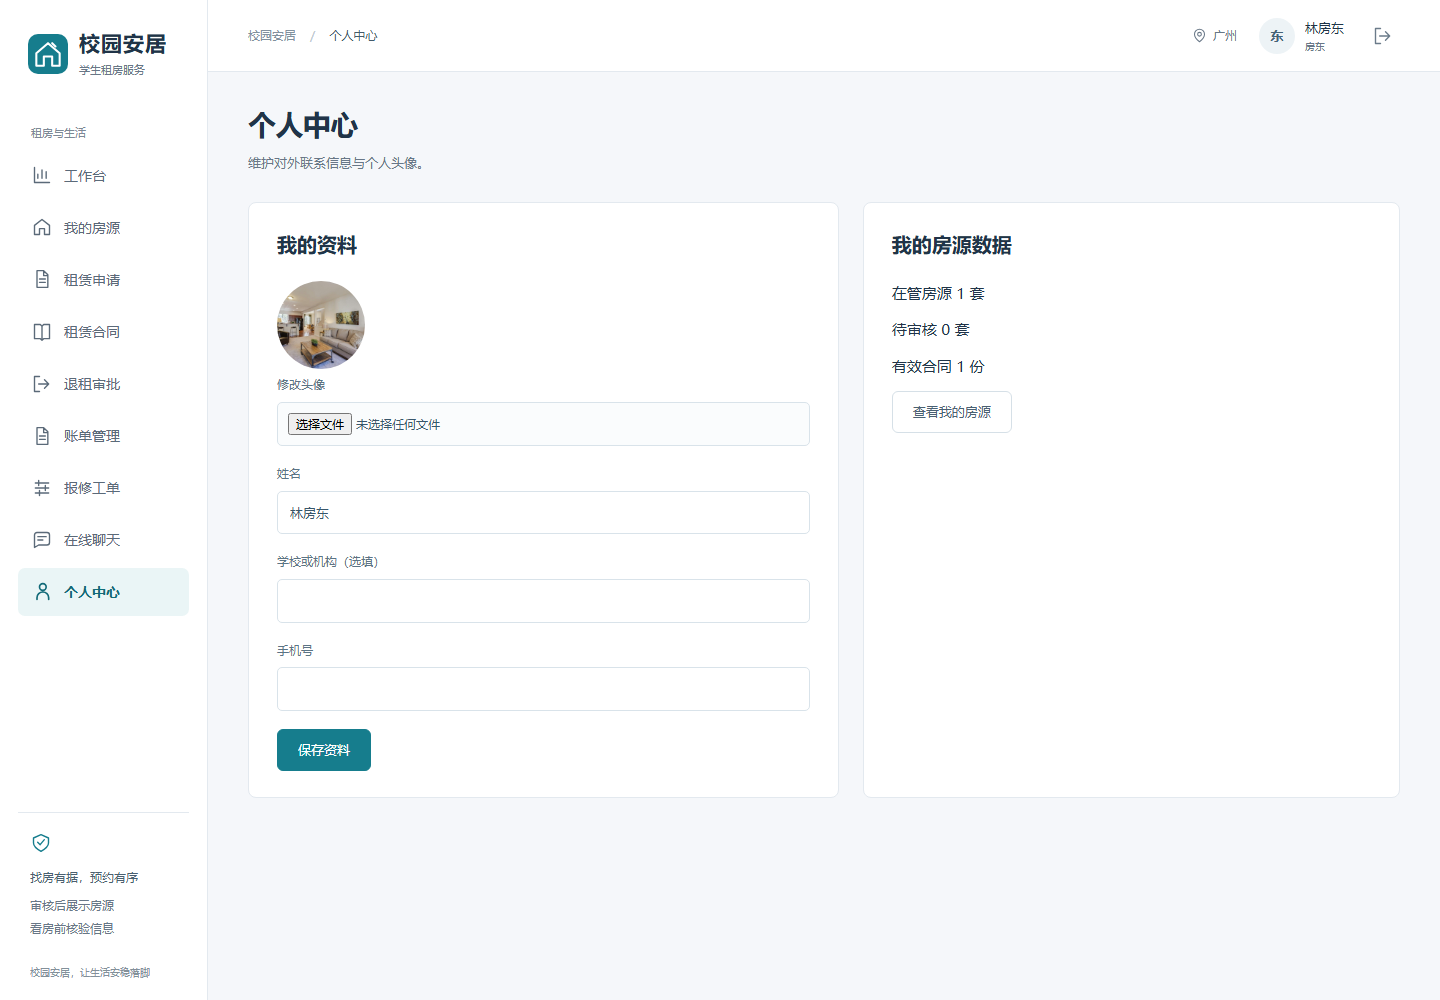 校园安居
学生租房服务
租房与生活
工作台
我的房源
租赁申请
租赁合同
退租审批
账单管理
报修工单
在线聊天
个人中心
找房有据，预约有序
审核后展示房源
看房前核验信息
校园安居，让生活安稳落脚
校园安居 / 个人中心
广州
东
林房东
房东
个人中心
维护对外联系信息与个人头像。
我的资料
修改头像
选择文件 未选择任何文件
姓名
林房东
学校或机构（选填）
手机号
保存资料
我的房源数据
在管房源 1 套
待审核 0 套
有效合同 1 份
查看我的房源